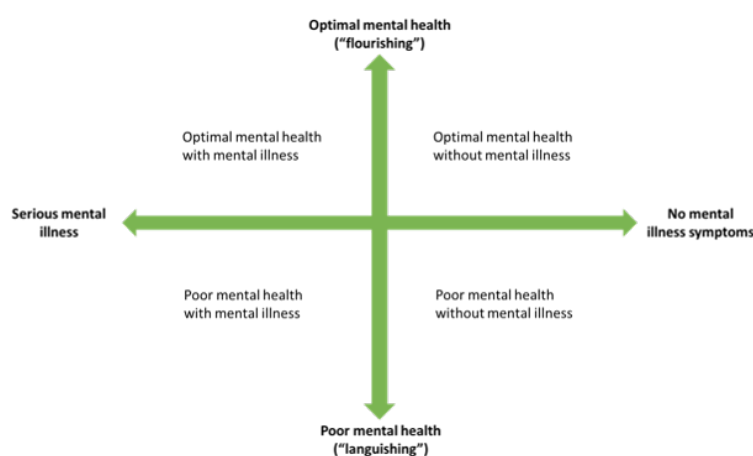 Optimal mental health
(“flourishing”)
Optimal mental health
with mental illness
Optimal mental health
without mental illness
Serious mental
illness
No mental
illness symptoms
Poor mental health
with mental illness
Poor mental health
without mental illness
Poor mental health
(“languishing”)